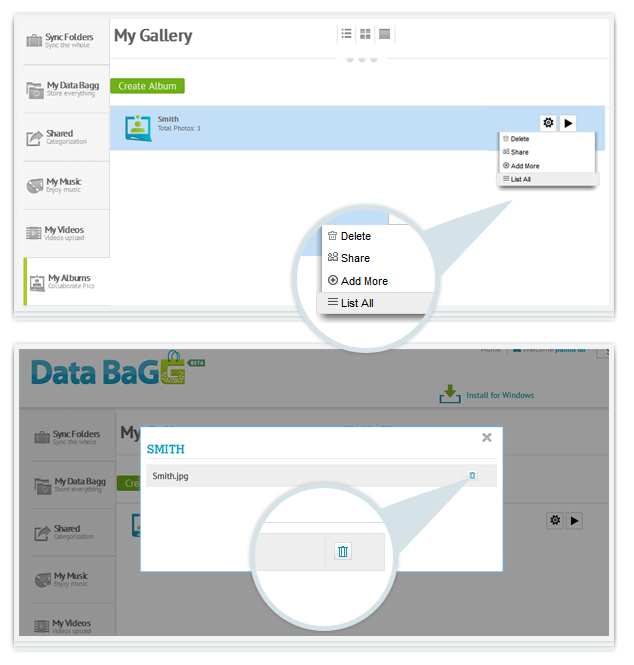 Sync Folders
Sync the whole
My Gallery
My Data Bagg
Store everything
Create Album
Smith
Total Photos: 1
Shared
Categorization
Delete
Share
Add More
List All
My Music
Enjoy music
My Videos
Videos upload
My Albums
Collaborate Pics
Delete
Share
Add More
List All
Data BaGG
BETA
Home
Welcome
Install for Windows
Sync Folders
Sync the whole
My
SMITH
My Data Bagg
Store everything
Cre
Smith.jpg
Shared
Categorization
My Music
Enjoy music
My Videos
Videos upload